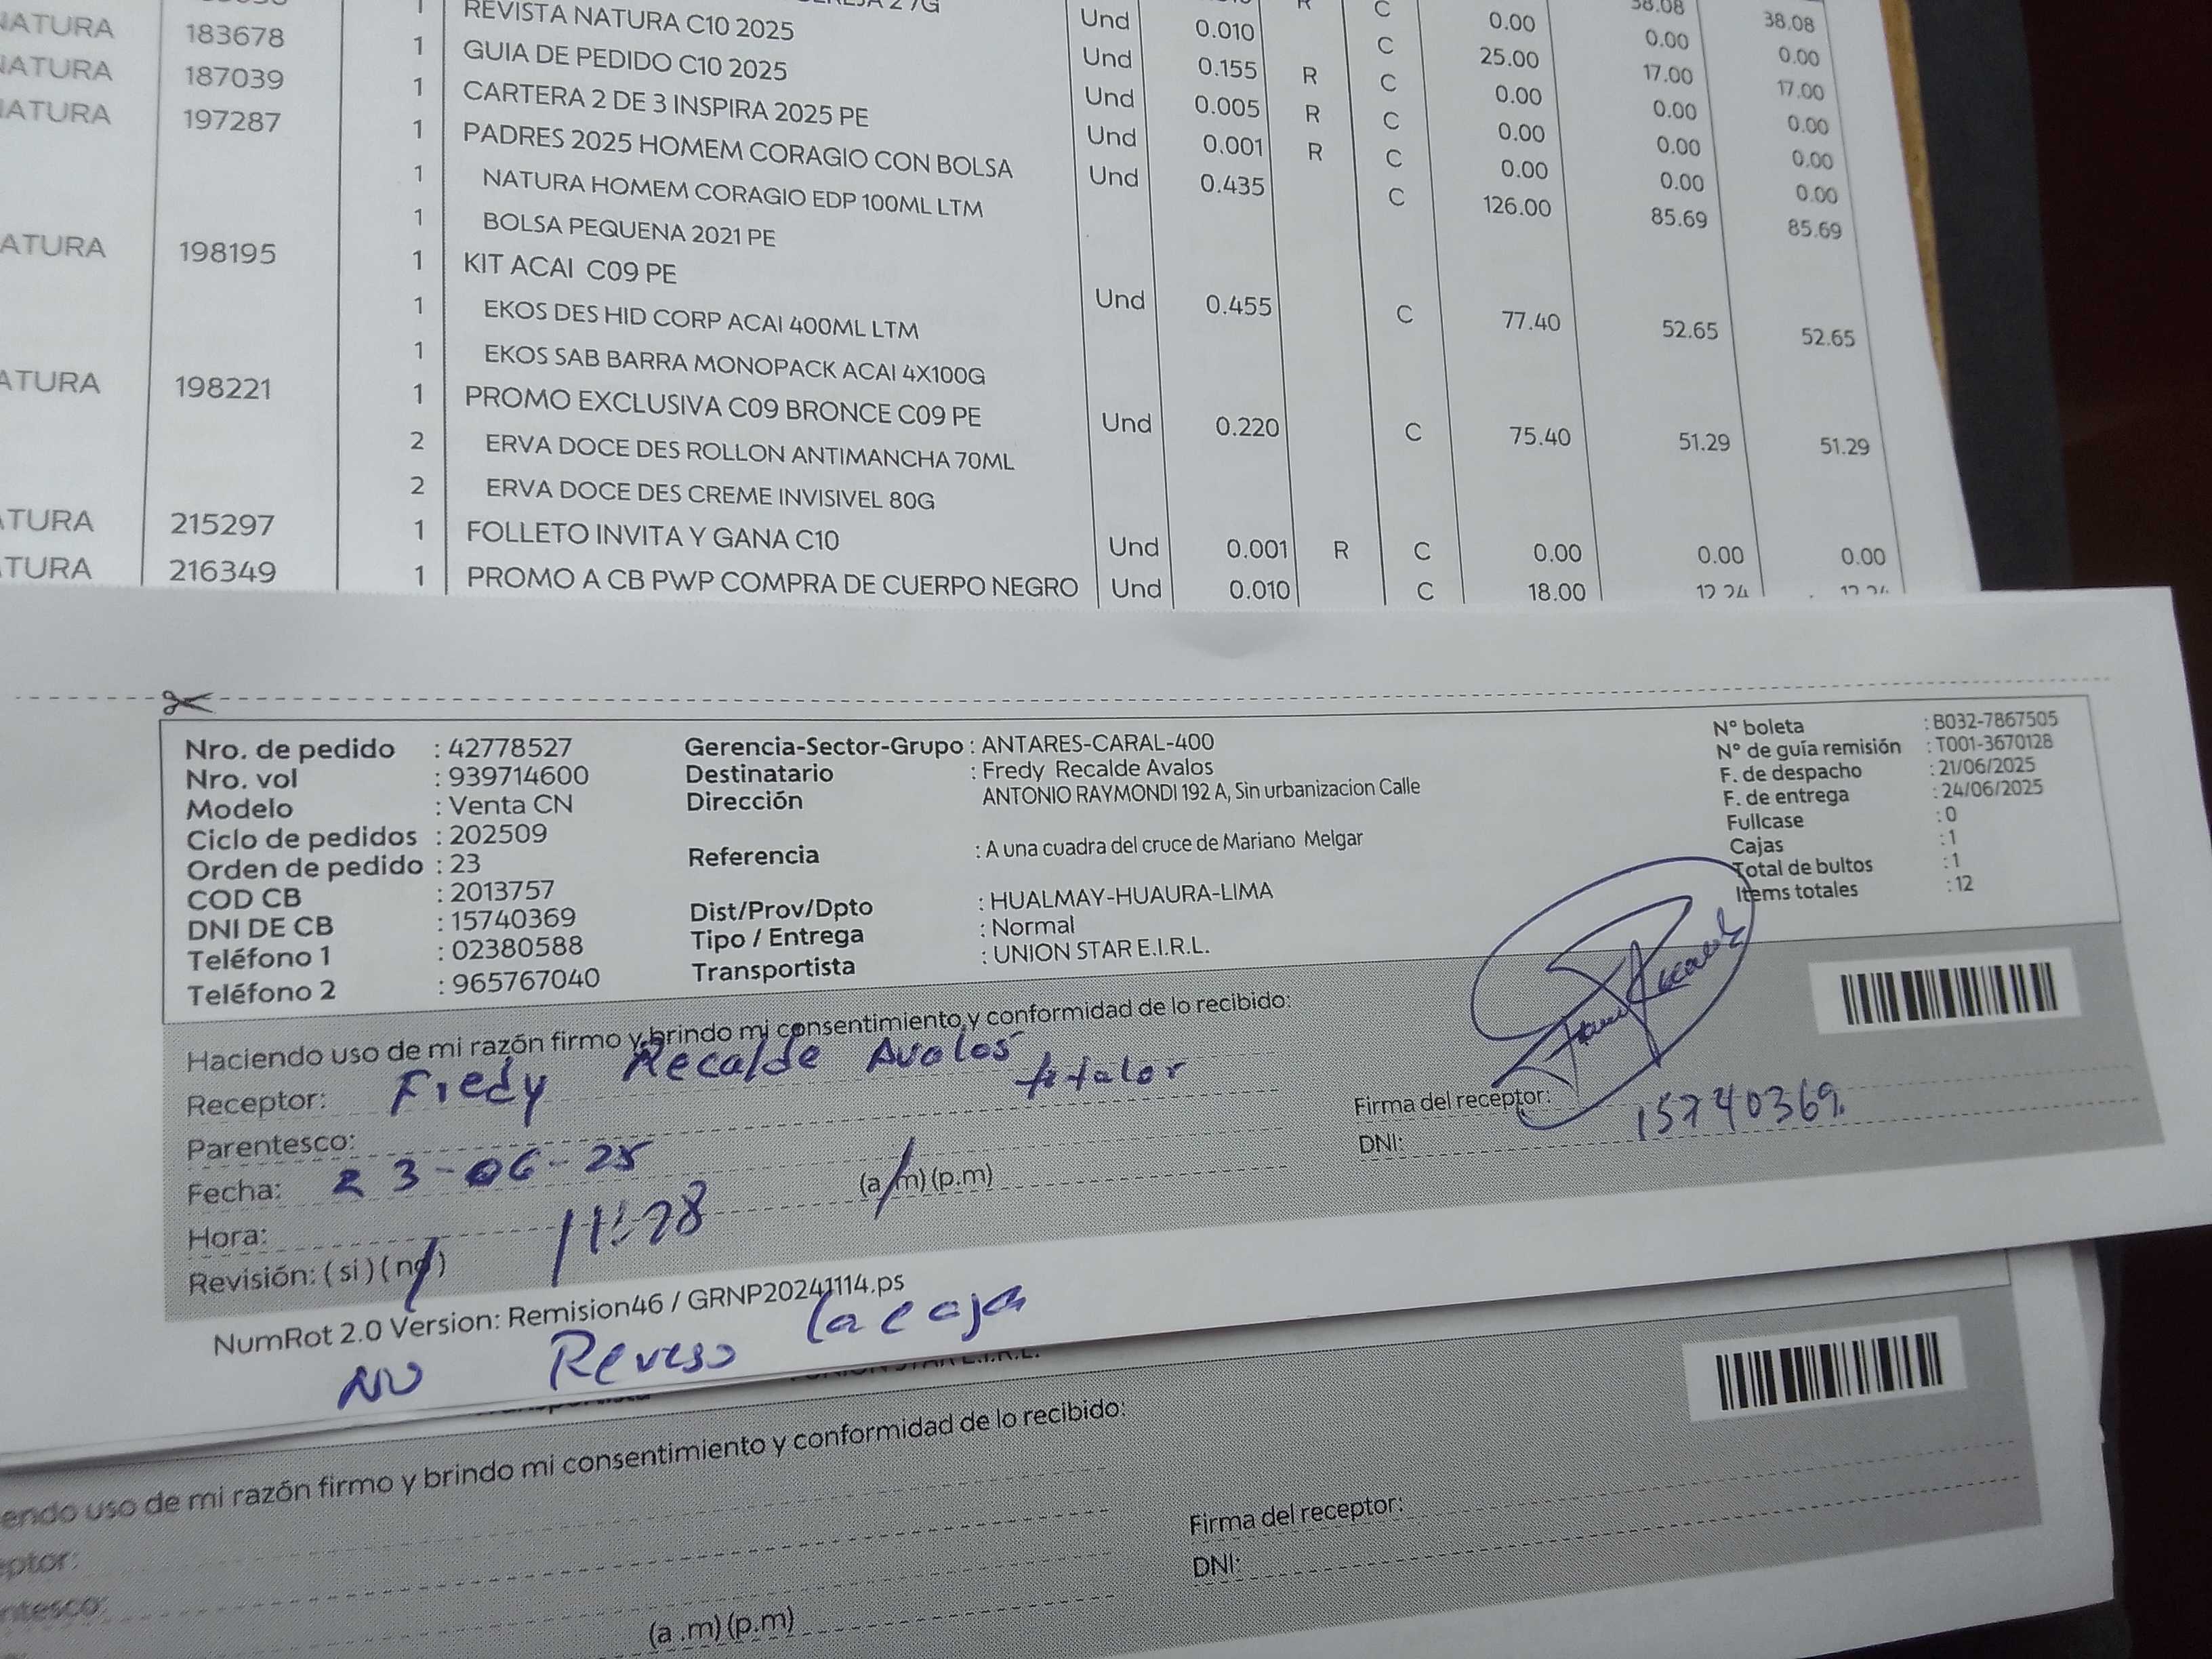 REVISTA NATURA C10 2025
GUIA DE PEDIDO C10 2025
CARTERA 2 DE 3 INSPIRA 2025 PE
NATURA 183678 1 PADRES 2025 HOMEM CORAGIO CON BOLSA
NATURA 187039 1 NATURA HOMEM CORAGIO EDP 100ML LTM
NATURA 197287 1 BOLSA PEQUENA 2021 PE
Und 0.010 C 0.00 0.00 0.00
Und 0.155 R C 25.00 17.00 17.00
Und 0.005 R C 0.00 0.00 0.00
Und 0.001 R C 0.00 0.00 0.00
Und 0.435 C 126.00 85.69 85.69
NATURA 198195 1 KIT ACAI C09 PE Und 0.455 C 77.40 52.65 52.65
1 EKOS DES HID CORP ACAI 400ML LTM
1 EKOS SAB BARRA MONOPACK ACAI 4X100G
NATURA 198221 1 PROMO EXCLUSIVA C09 BRONCE C09 PE Und 0.220 C 75.40 51.29 51.29
2 ERVA DOCE DES ROLLON ANTIMANCHA 70ML
2 ERVA DOCE DES CREME INVISIVEL 80G
NATURA 215297 1 FOLLETO INVITA Y GANA C10 Und 0.001 R C 0.00 0.00 0.00
NATURA 216349 1 PROMO A CB PWP COMPRA DE CUERPO NEGRO Und 0.010 C 18.00 12.24 12.24
Nro. de pedido : 42778527
Nro. vol : 939714600
Modelo : Venta CN
Ciclo de pedidos : 202509
Orden de pedido : 23
COD CB : 2013757
DNI DE CB : 15740369
Teléfono 1 : 02380588
Teléfono 2 : 965767040
Gerencia-Sector-Grupo : ANTARES-CARAL-400
Destinatario : Fredy Recalde Avalos
Dirección ANTONIO RAYMONDI 192 A, Sin urbanizacion Calle
Referencia : A una cuadra del cruce de Mariano Melgar
Dist/Prov/Dpto : HUALMAY-HUAURA-LIMA
Tipo / Entrega : Normal
Transportista : UNION STAR E.I.R.L.
N° boleta : B032-7867505
N° de guía remisión : T001-3670128
F. de despacho : 21/06/2025
F. de entrega : 24/06/2025
Fullcase : 0
Cajas : 1
Total de bultos : 1
Items totales : 12
Haciendo uso de mi razón firmo y brindo mi consentimiento y conformidad de lo recibido:
Receptor: Fredy Recalde Avalos
Parentesco: titalor
Fecha: 23-06-25
Hora: 11:28 (a.m) (p.m)
Revisión: (si) (no)
Firma del receptor:
DNI: 15740369.
NumRot 2.0 Version: Remision46 / GRNP20241114.ps
NO Reviso la caja
UNION STAR E.I.R.L.
endo uso de mi razón firmo y brindo mi consentimiento y conformidad de lo recibido:
eptor:
ntesco:
(a .m) (p.m)
Firma del receptor:
DNI: